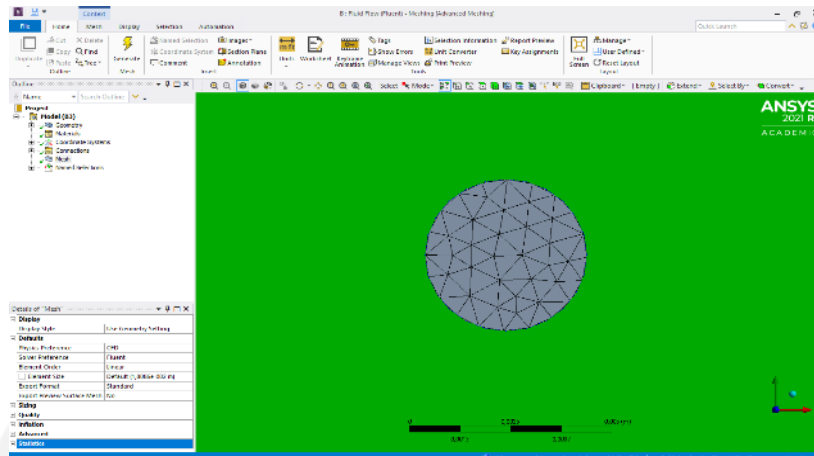 Context
B : Fluid Flow (Fluent) - Meshing [Advanced Meshing]
File Home Mesh Display Selection Automation
Quick Launch
Duplicate Cut Copy Paste Delete Find Tree
Outline
Generate
Mesh
Named Selection Coordinate System Comment Images Section Plane Annotation
Insert
Units Worksheet Keyframe Animation Tags Show Errors Manage Views Selection Information Unit Converter Print Preview Report Preview Key Assignments
Tools
Full Screen Manage User Defined Reset Layout
Layout
Outline
Name Search Outline
Select Mode Clipboard [Empty] Extend Select By Convert
Project
Model (B3)
Geometry
Materials
Coordinate Systems
Connections
Mesh
Named Selections
ANSYS
2021 R
ACADEMIC
Details of "Mesh"
Display
Display Style Use Geometry Setting
Defaults
Physics Preference CFD
Solver Preference Fluent
Element Order Linear
Element Size
Export Format Standard
Export Preview Surface Mesh No
Sizing
Quality
Inflation
Advanced
Statistics